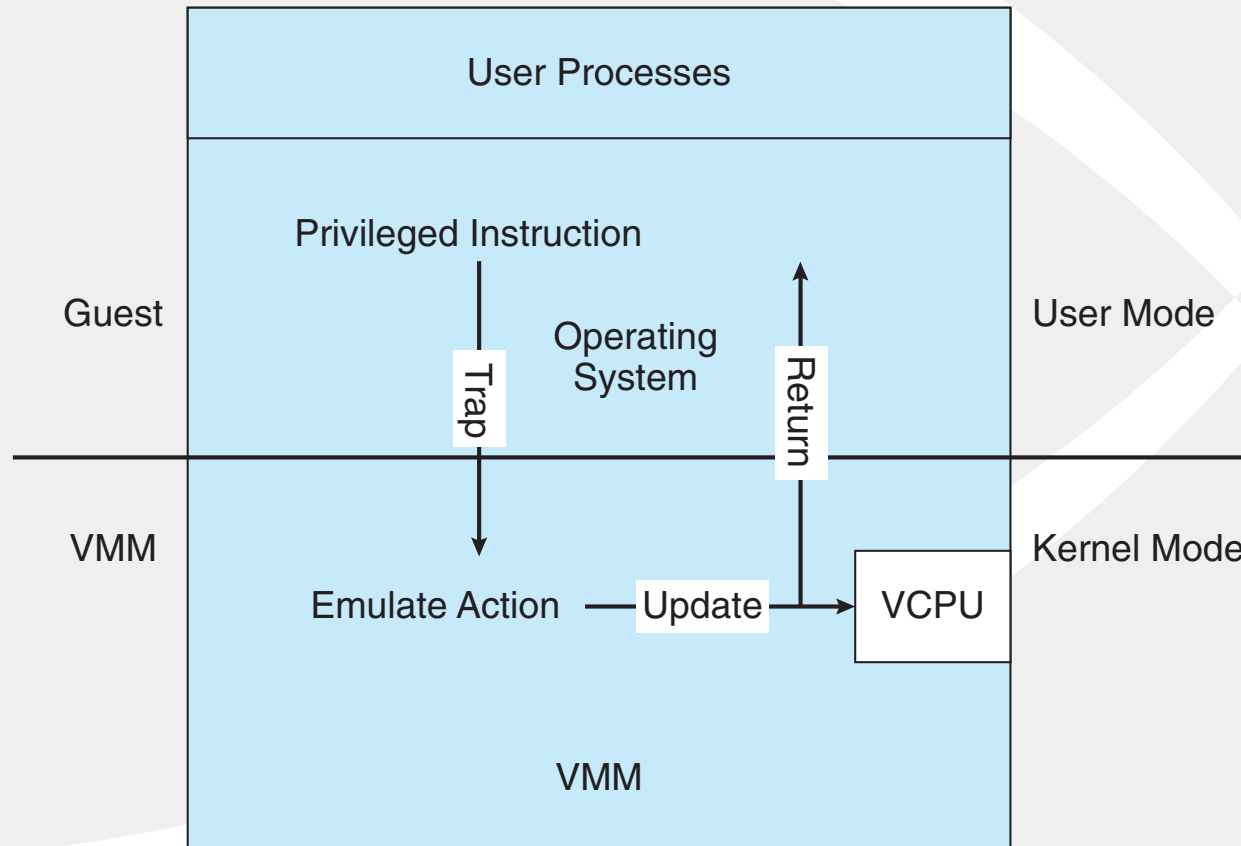 User Processes
Privileged Instruction
Guest
User Mode
Operating
System
Trap
Return
VMM
Kernel Mode
Emulate Action
Update
VCPU
VMM